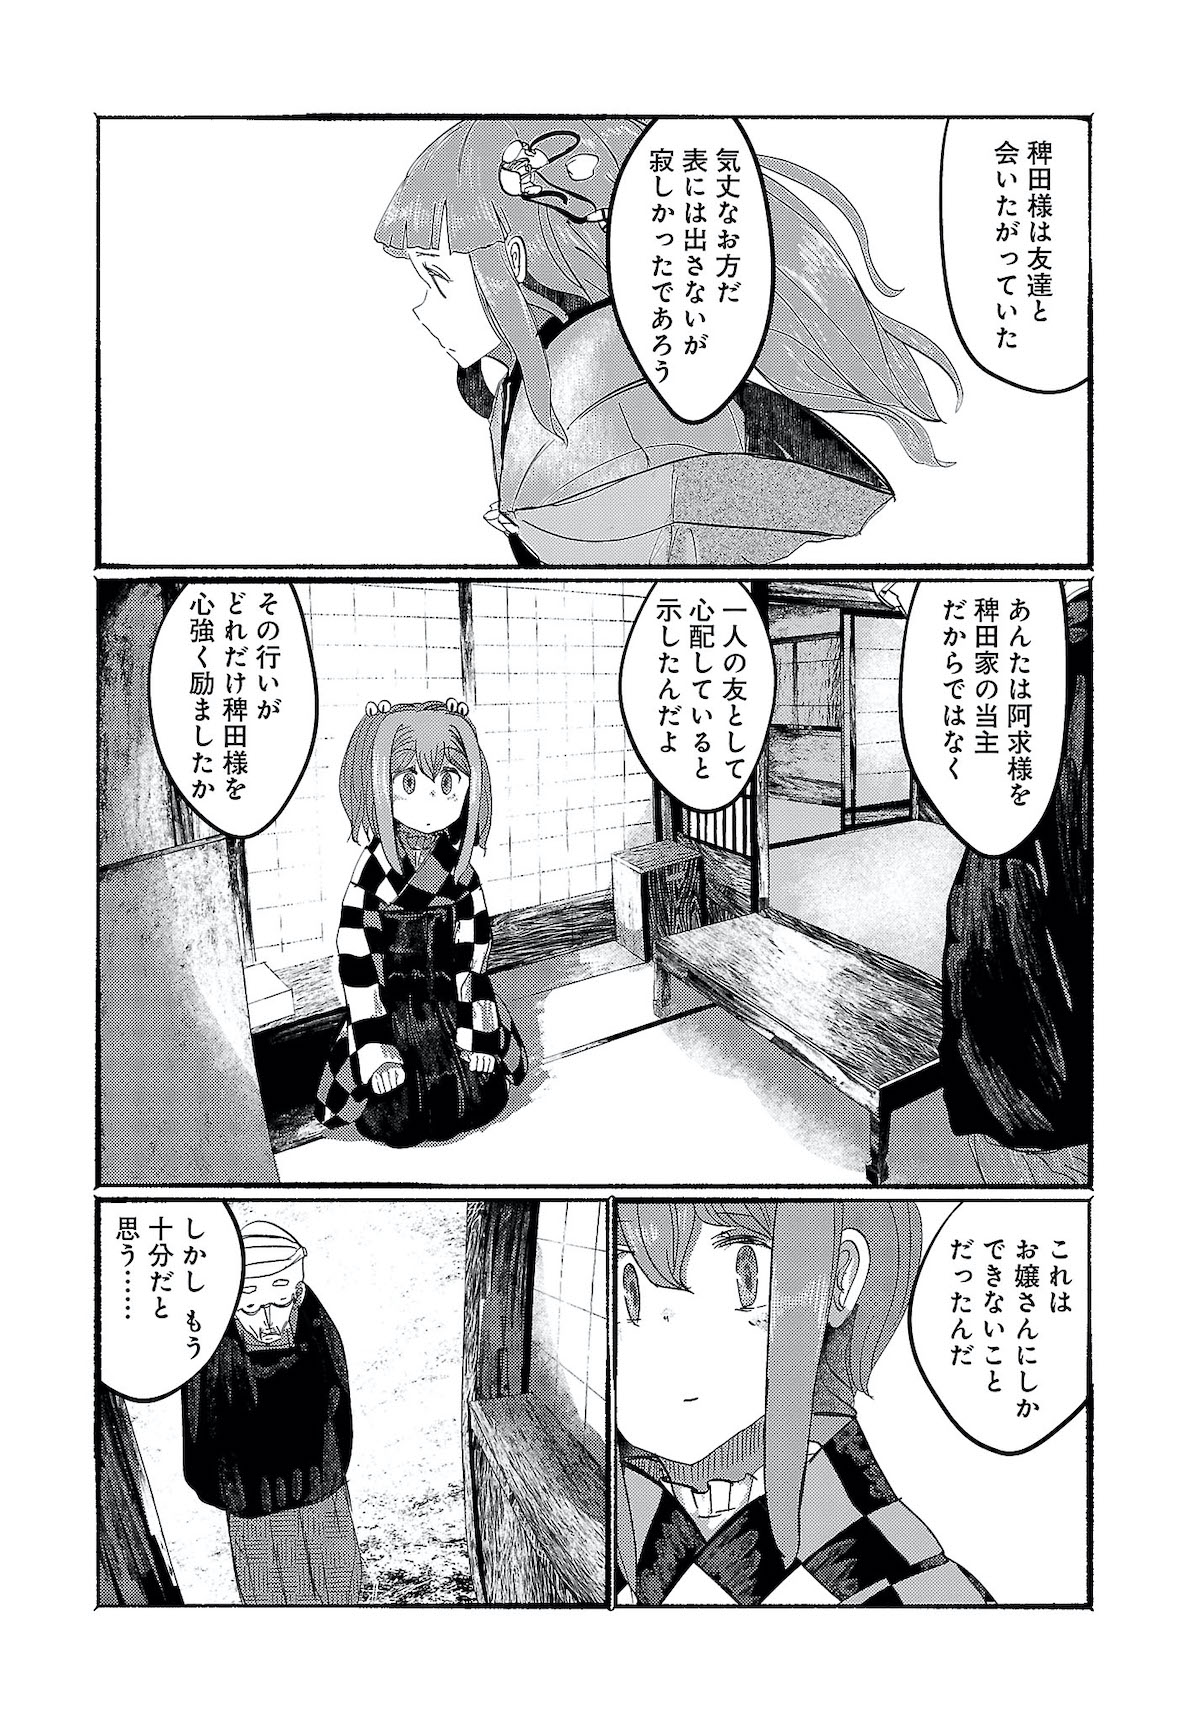 稗田様は友達と
会いたがっていた
気丈なお方だ
表には出さないが
寂しかったであろう
あんたは阿求様を
稗田家の当主
だからではなく
一人の友として
心配していると
示したんだよ
その行いが
どれだけ稗田様を
心強く励ましたか
これは
お嬢さんにしか
できないこと
だったんだ
しかし もう
十分だと
思う……